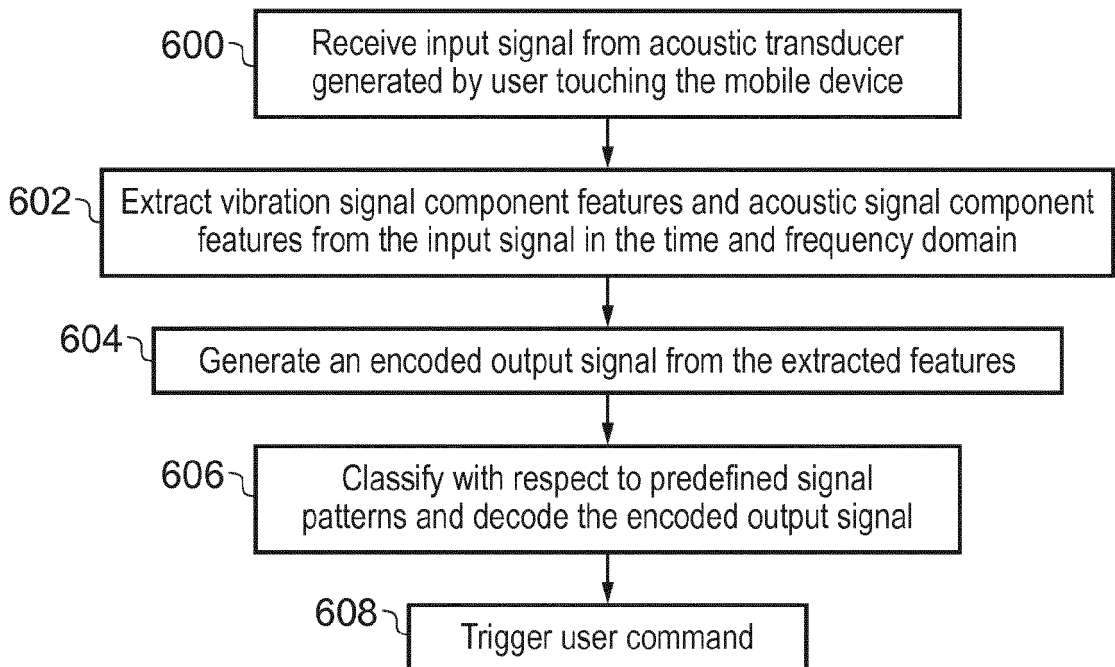 600
Receive input signal from acoustic transducer
generated by user touching the mobile device
602
Extract vibration signal component features and acoustic signal component
features from the input signal in the time and frequency domain
604
Generate an encoded output signal from the extracted features
606
Classify with respect to predefined signal
patterns and decode the encoded output signal
608
Trigger user command